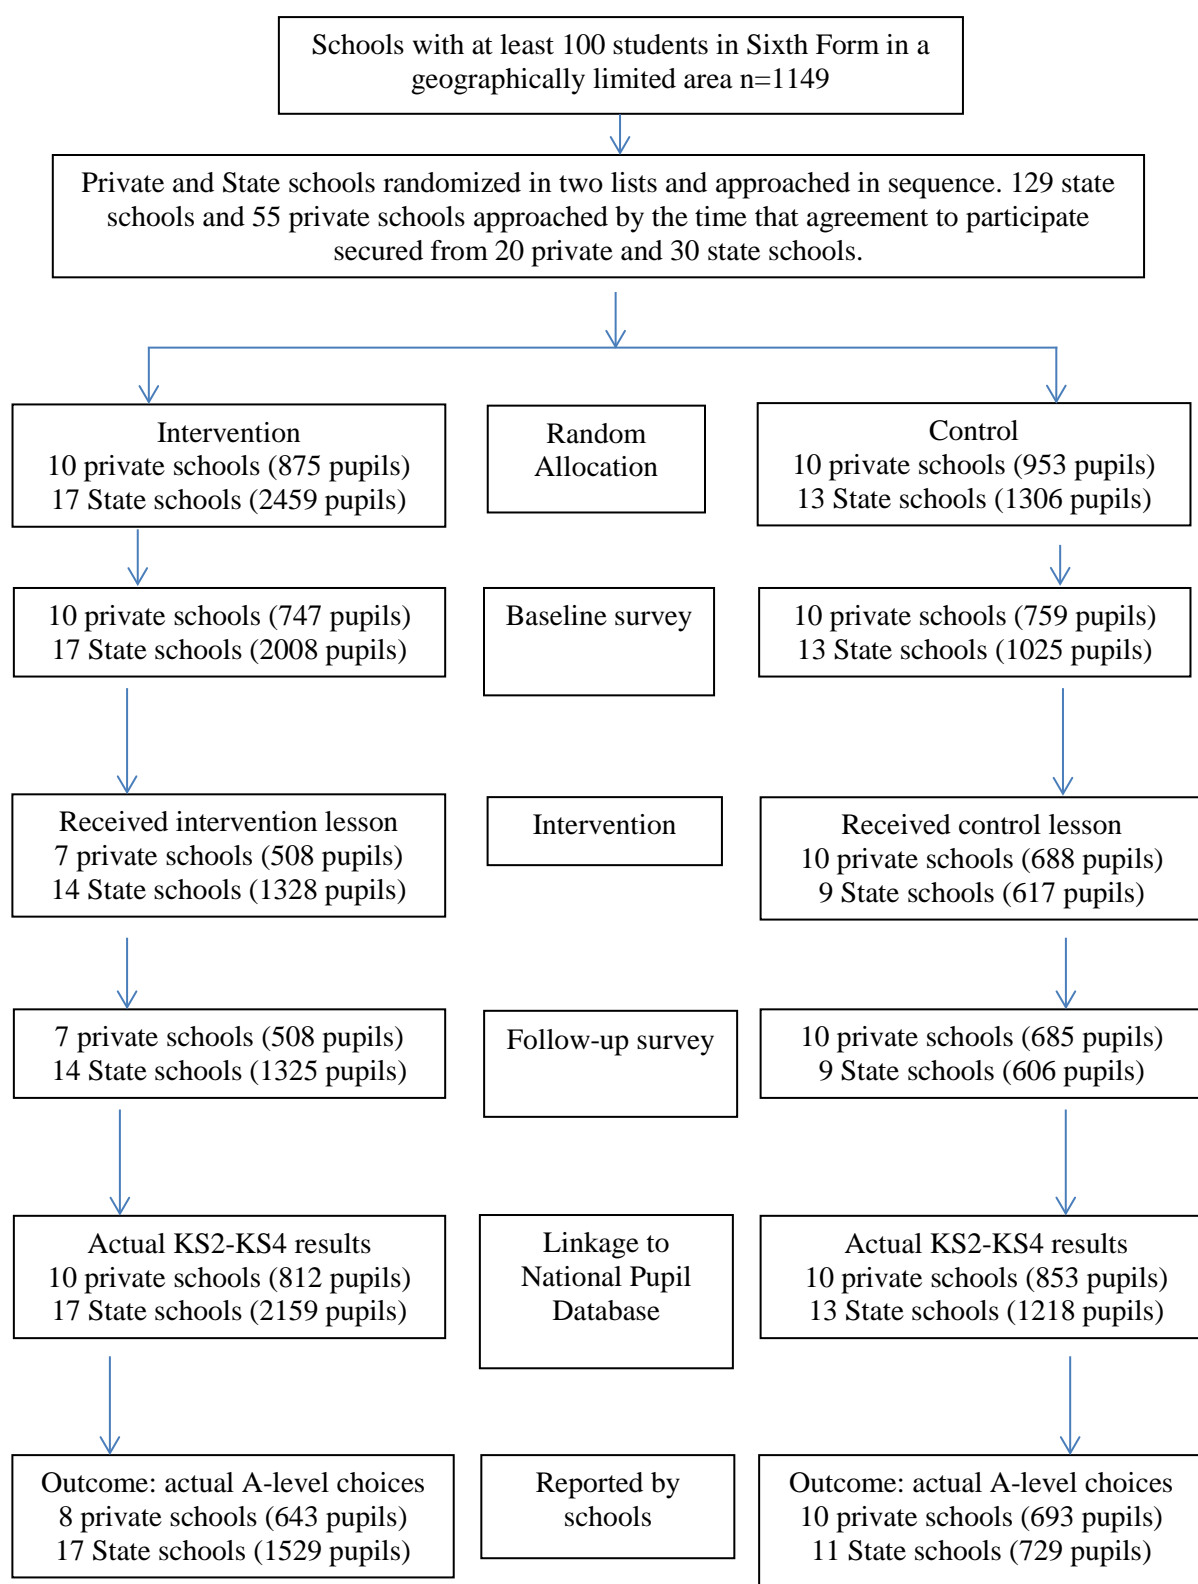 Schools with at least 100 students in Sixth Form in a
geographically limited area n=1149
Private and State schools randomized in two lists and approached in sequence. 129 state
schools and 55 private schools approached by the time that agreement to participate
secured from 20 private and 30 state schools.
Intervention
10 private schools (875 pupils)
17 State schools (2459 pupils)
Random
Allocation
Control
10 private schools (953 pupils)
13 State schools (1306 pupils)
10 private schools (747 pupils)
17 State schools (2008 pupils)
Baseline survey
10 private schools (759 pupils)
13 State schools (1025 pupils)
Received intervention lesson
7 private schools (508 pupils)
14 State schools (1328 pupils)
Intervention
Received control lesson
10 private schools (688 pupils)
9 State schools (617 pupils)
7 private schools (508 pupils)
14 State schools (1325 pupils)
Follow-up survey
10 private schools (685 pupils)
9 State schools (606 pupils)
Actual KS2-KS4 results
10 private schools (812 pupils)
17 State schools (2159 pupils)
Linkage to
National Pupil
Database
Actual KS2-KS4 results
10 private schools (853 pupils)
13 State schools (1218 pupils)
Outcome: actual A-level choices
8 private schools (643 pupils)
17 State schools (1529 pupils)
Reported by
schools
Outcome: actual A-level choices
10 private schools (693 pupils)
11 State schools (729 pupils)